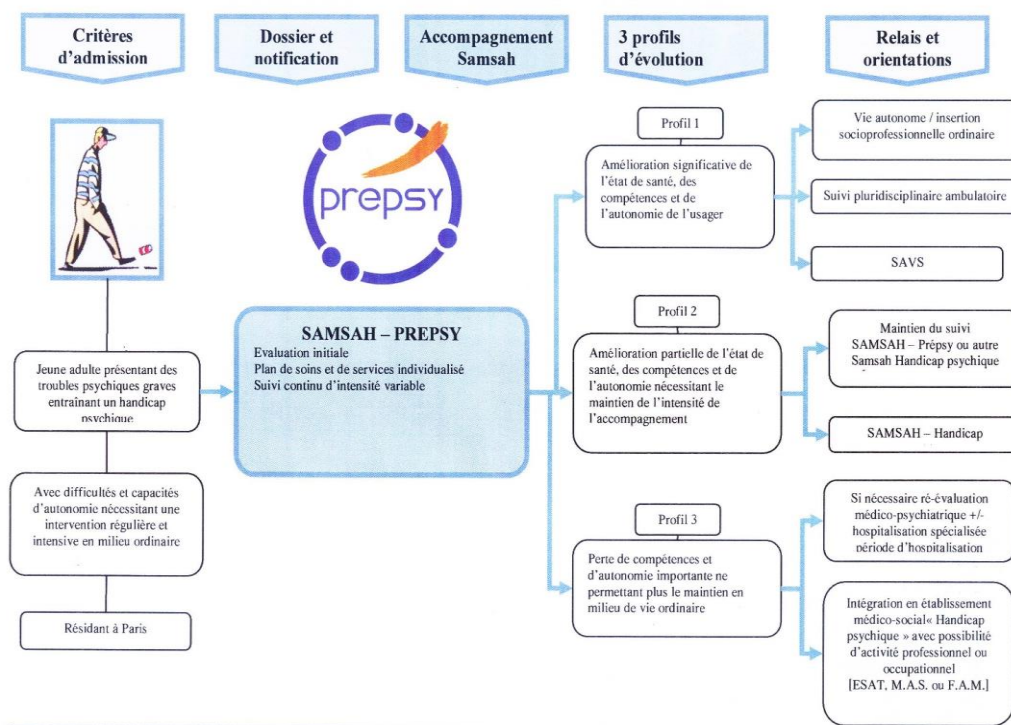 Critères
d'admission
Dossier et
notification
Accompagnement
Samsah
3 profils
d'évolution
Relais et
orientations
prepsy
Jeune adulte présentant des
troubles psychiques graves
entrainant un handicap
psychique
Avec difficultés et capacités
d'autonomie nécessitant une
intervention régulière et
intensive en milieu ordinaire
Résidant à Paris
SAMSAH – PREPSY
Evaluation initiale
Plan de soins et de services individualisé
Suivi continu d'intensité variable
Profil 1
Amélioration significative de
l'état de santé, des
compétences et de
l'autonomie de l'usager
Vie autonome / insertion
socioprofessionnelle ordinaire
Suivi pluridisciplinaire ambulatoire
SAVS
Profil 2
Amélioration partielle de l'état de
santé, des compétences et de
l'autonomie nécessitant le
maintien de l'intensité de
l'accompagnement
Maintien du suivi
SAMSAH – Prépsy ou autre
Samsah Handicap psychique
SAMSAH – Handicap
Profil 3
Perte de compétences et
d'autonomie importante ne
permettant plus le maintien en
milieu de vie ordinaire
Si nécessaire ré-évaluation
médico-psychiatrique +/-
hospitalisation spécialisée
période d'hospitalisation
Intégration en établissement
médico-social« Handicap
psychique » avec possibilité
d'activité professionnel ou
occupationnel
[ESAT, M.A.S. ou F.A.M.]